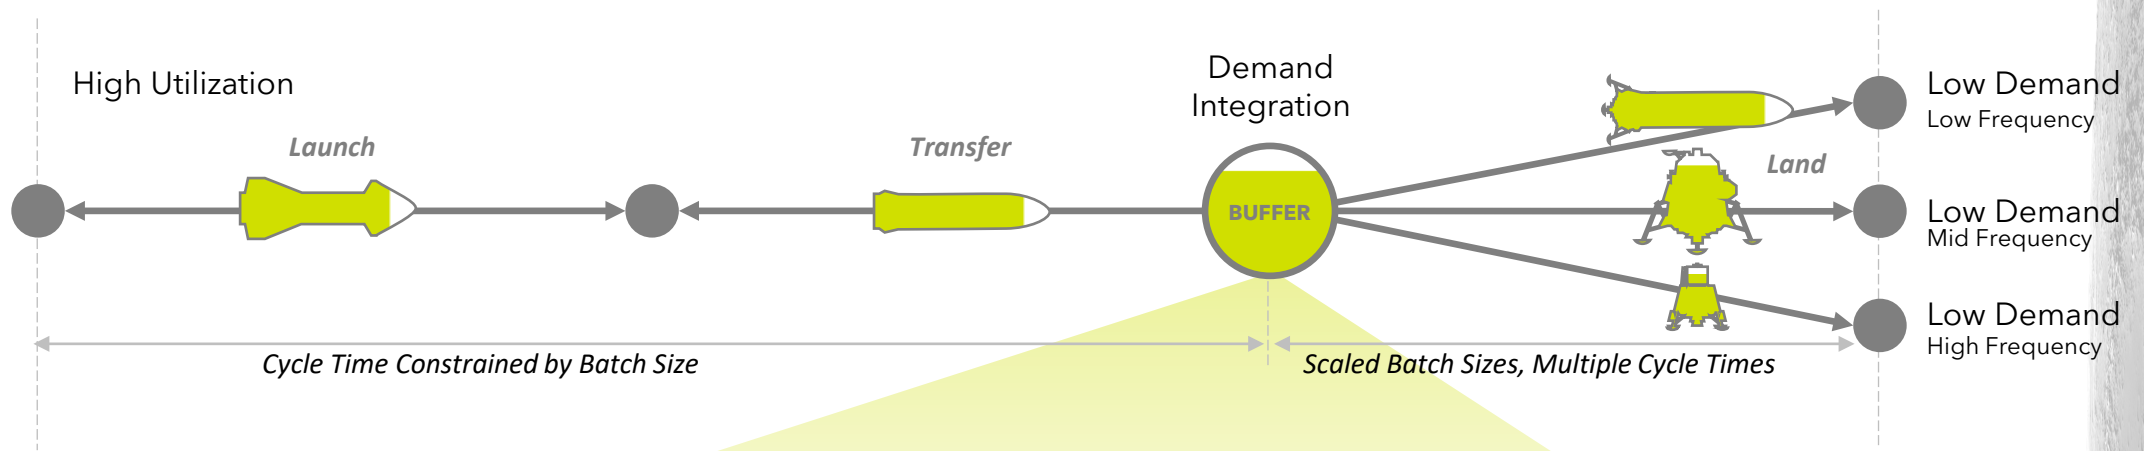 High Utilization
Launch
Transfer
Demand
Integration
BUFFER
Land
Low Demand
Low Frequency
Low Demand
Mid Frequency
Low Demand
High Frequency
Cycle Time Constrained by Batch Size
Scaled Batch Sizes, Multiple Cycle Times